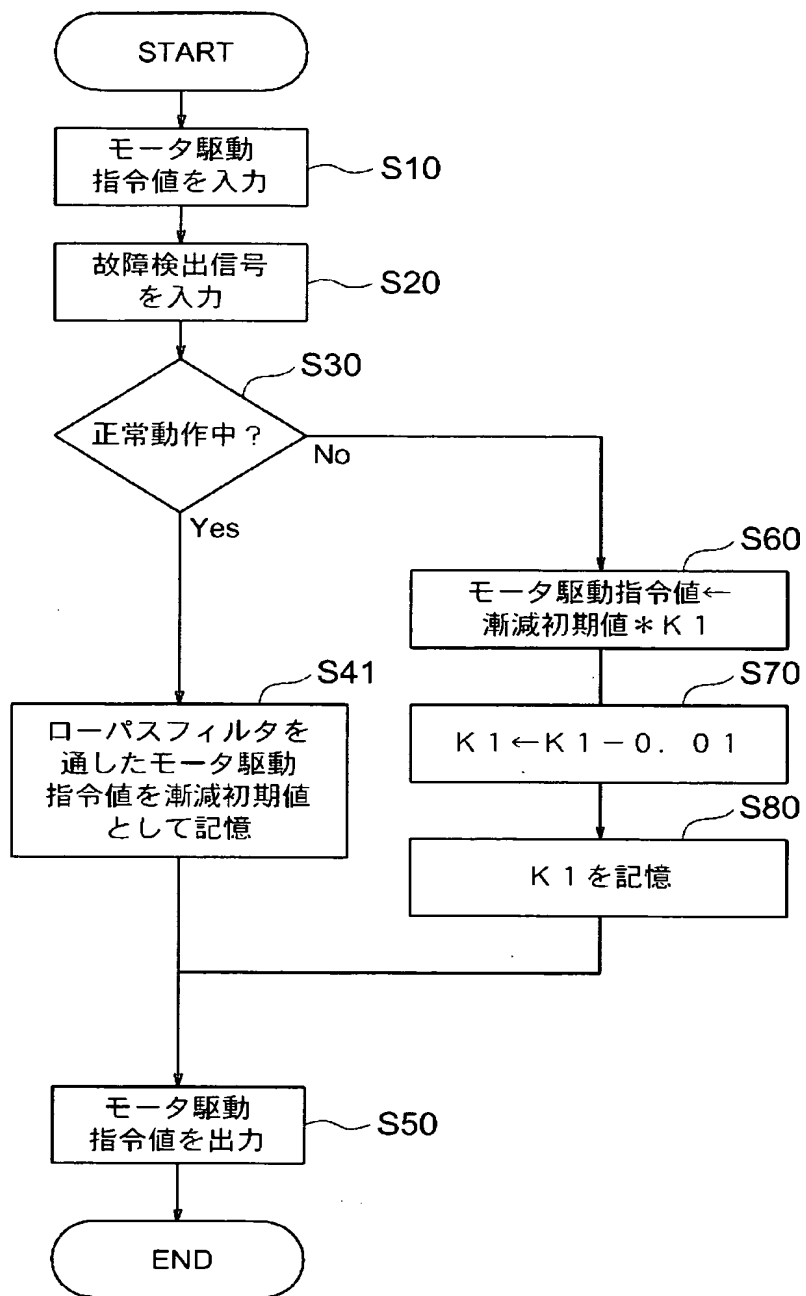 START
モータ駆動
指令値を入力
S10
故障検出信号
を入力
S20
S30
正常動作中?
No
Yes
S60
モータ駆動指令値←
漸減初期値*K1
S70
K1←K1-0.01
S80
K1を記憶
S41
ローパスフィルタを
通したモータ駆動
指令値を漸減初期値
として記憶
モータ駆動
指令値を出力
S50
END